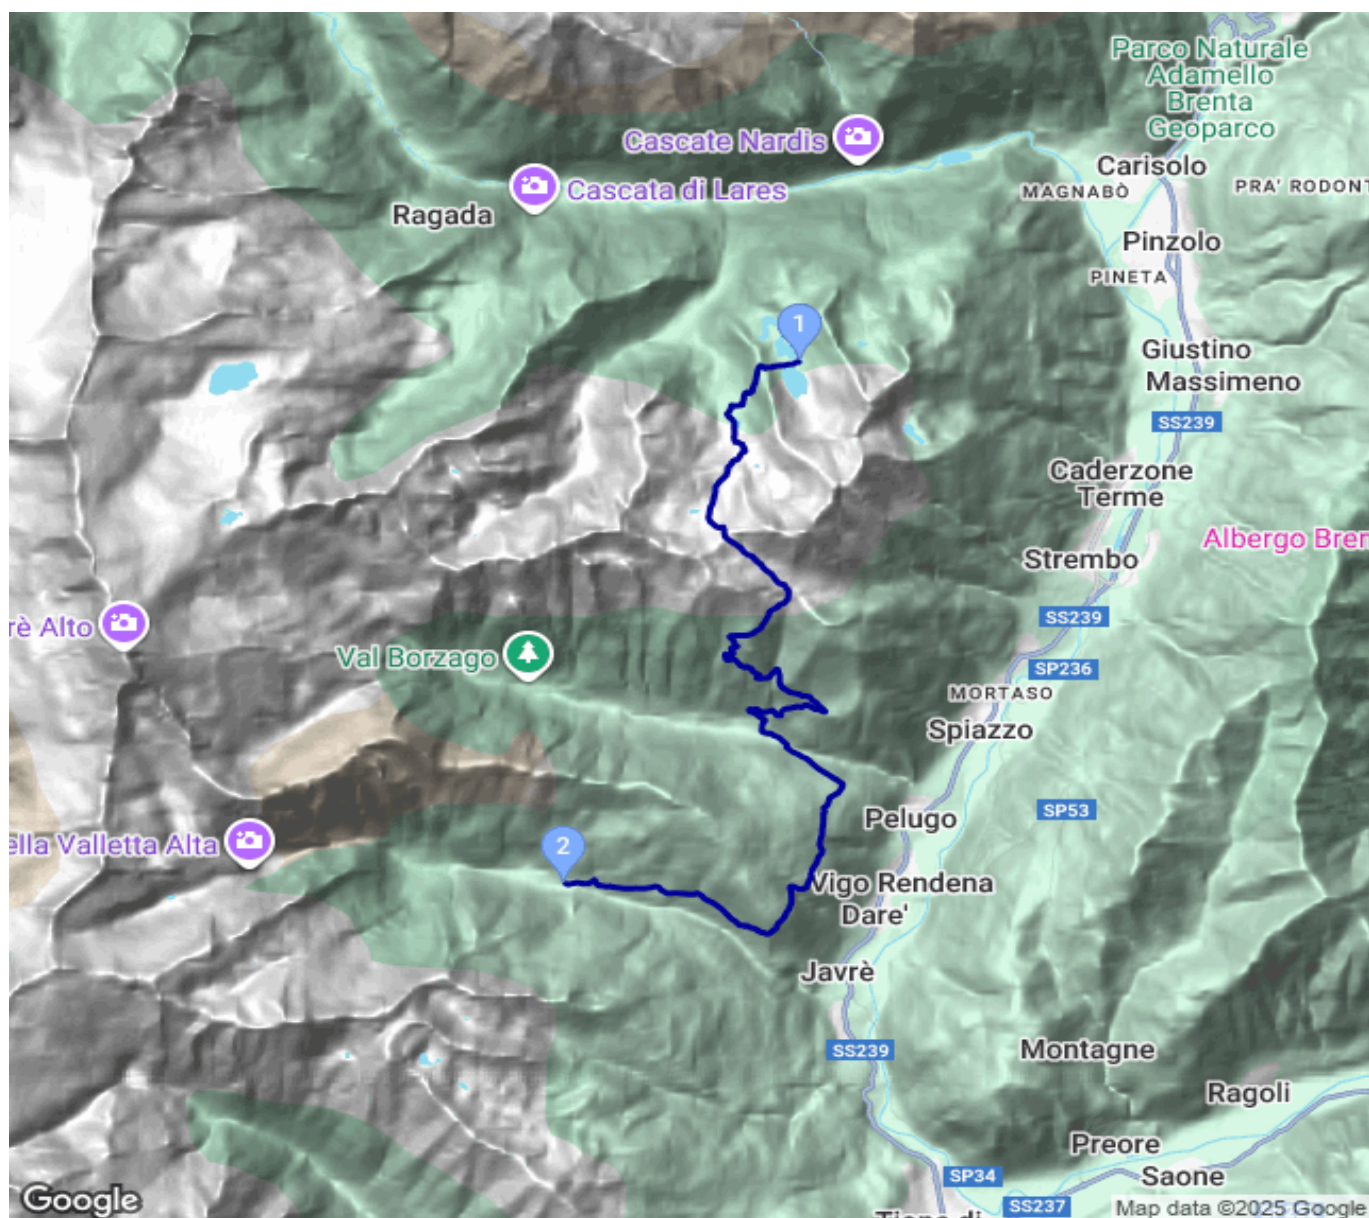 Parco Naturale
Adamello
Brenta
Geoparco
Cascate Nardis
Carisolo
MAGNABÒ
PRA' RODONT
Cascata di Lares
Ragada
Pinzolo
PINETA
1
Giustino
Massimeno
SS239
Caderzone
Terme
Albergo Bren
Strembo
SS239
rè Alto
Val Borzago
SP236
MORTASO
Spiazzo
SP53
Pelugo
ella Valletta Alta
2
Vigo Rendena
Dare'
Javrè
SS239
Montagne
Ragoli
Preore
SP34
Saone
Google
SS237
Map data ©2025 Google